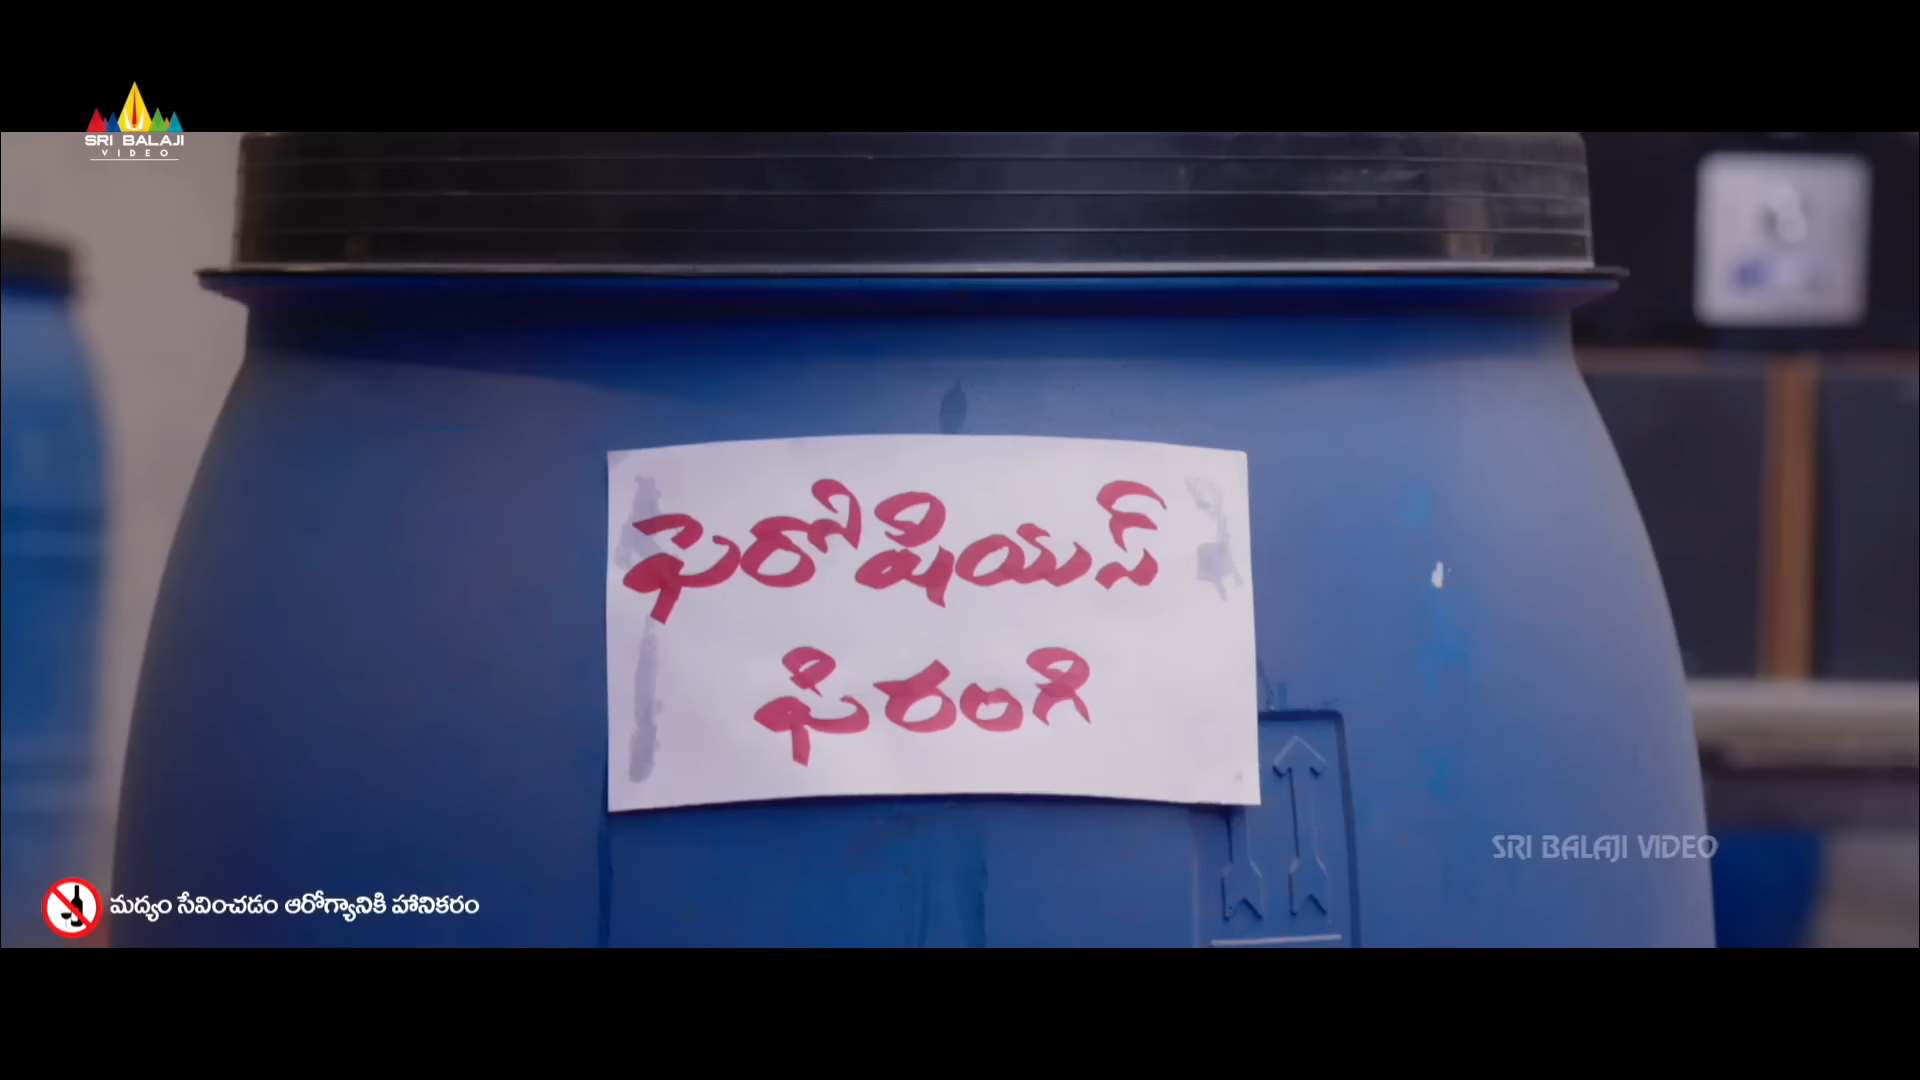 SRI BALAJI
VIDEO
ఫెరోషియస్
ఫిరంగి
SRI BALAJI VIDEO
మద్యం సేవించడం ఆరోగ్యానికి హానికరం